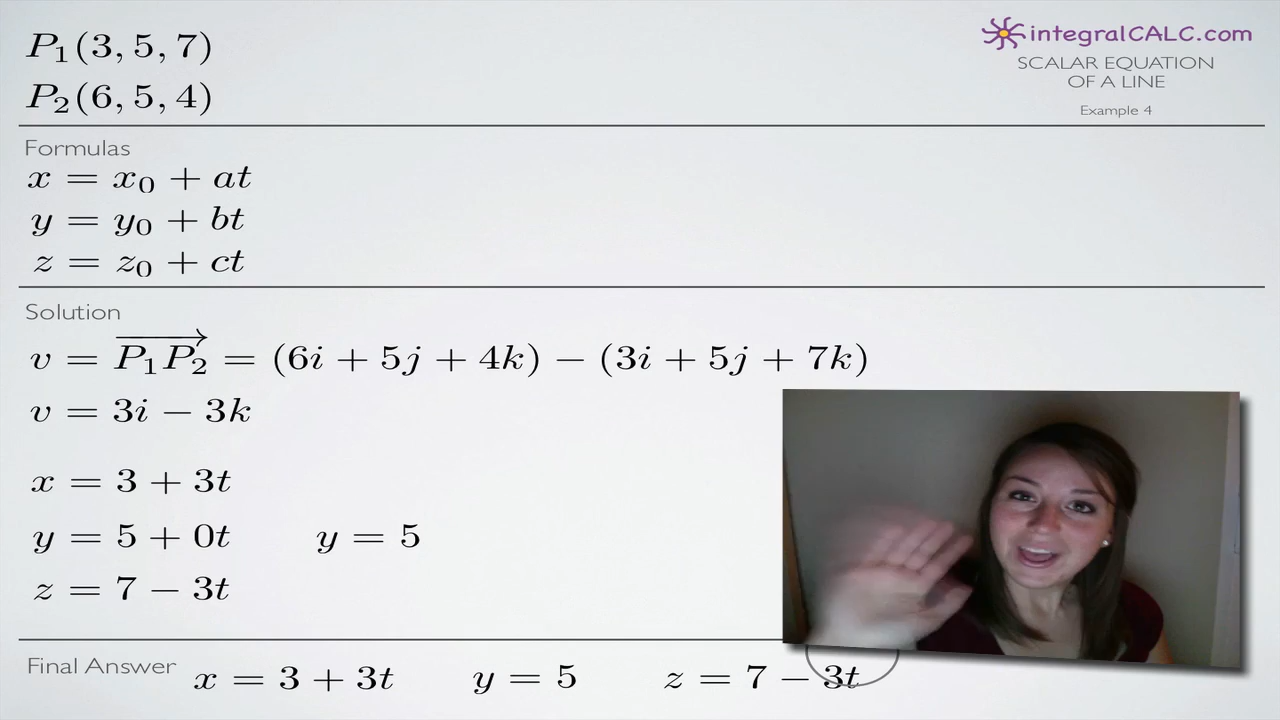 P₁(3, 5, 7)
P₂(6, 5, 4)
integralCALC.com
SCALAR EQUATION
OF A LINE
Example 4
Formulas
x = x₀ + at
y = y₀ + bt
z = z₀ + ct
Solution
v = \overrightarrow{P₁P₂} = (6i + 5j + 4k) − (3i + 5j + 7k)
v = 3i − 3k
x = 3 + 3t
y = 5 + 0t y = 5
z = 7 − 3t
Final Answer x = 3 + 3t y = 5 z = 7 − 3t